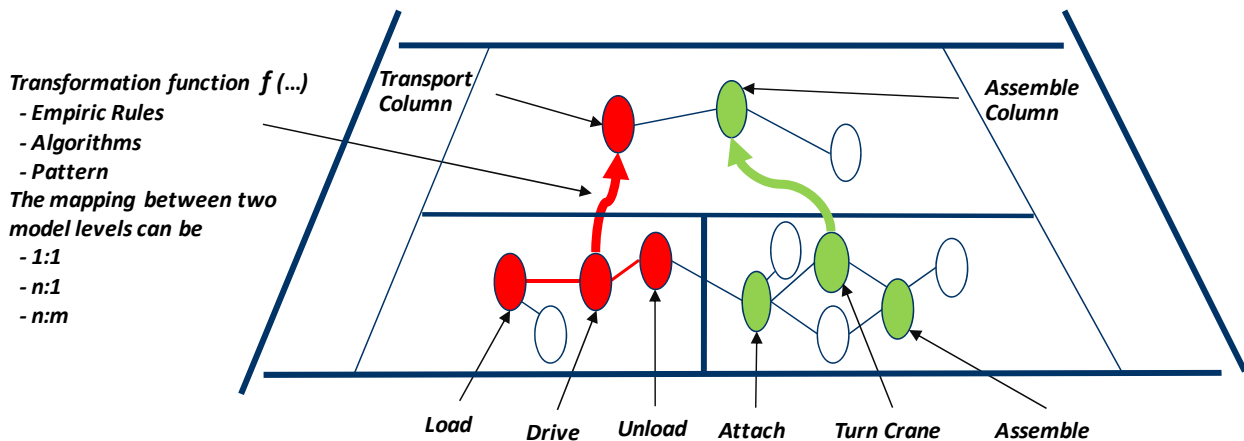 Transformation function f (...)
- Empiric Rules
- Algorithms
- Pattern
The mapping between two
model levels can be
- 1:1
- n:1
- n:m
Transport
Column
Assemble
Column
Load
Drive
Unload
Attach
Turn Crane
Assemble